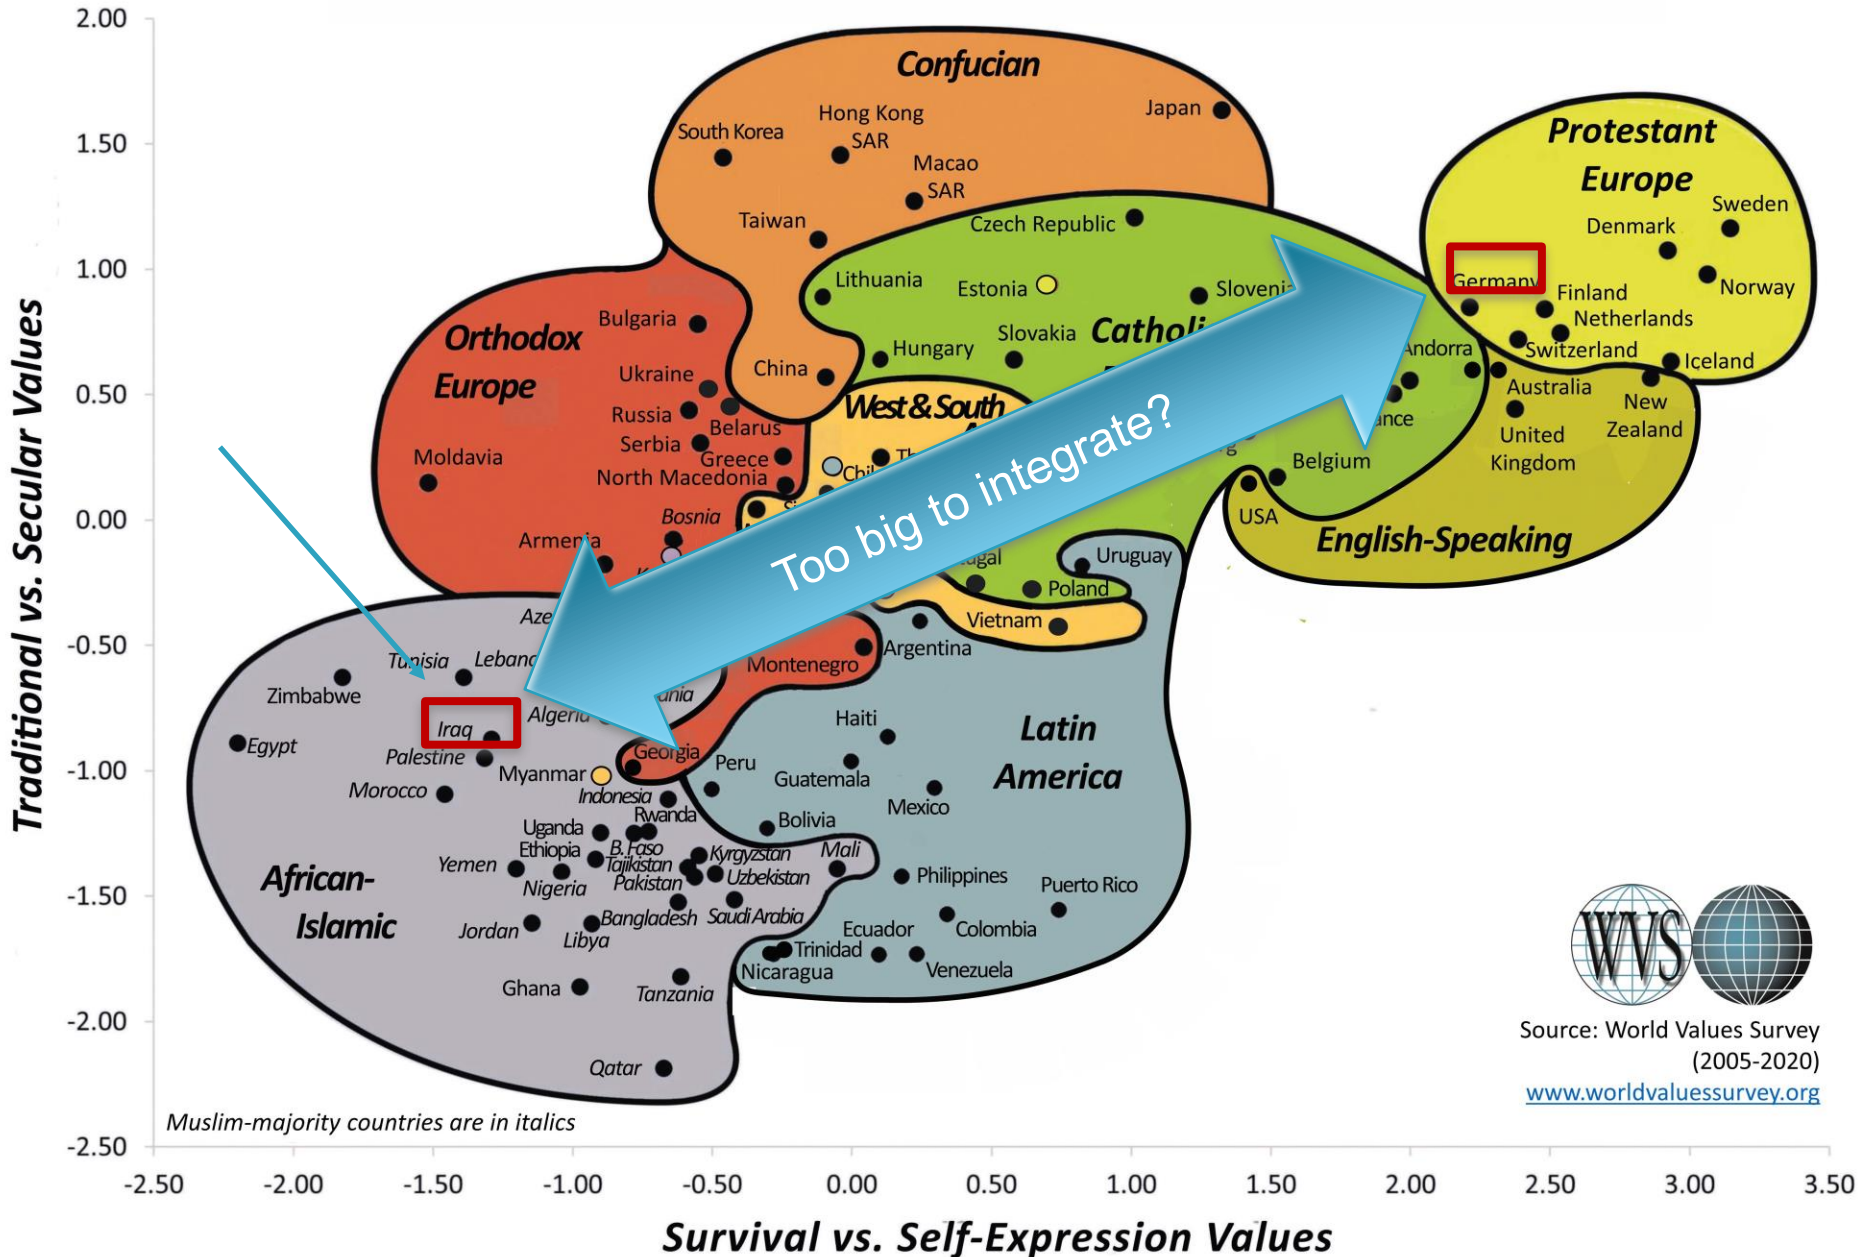 2.00
1.50
1.00
0.50
0.00
-0.50
-1.00
-1.50
-2.00
-2.50
Traditional vs. Secular Values
Confucian
Japan
Hong Kong
SAR
South Korea
Macao
SAR
Taiwan
China
Protestant
Europe
Sweden
Denmark
Norway
Germany
Finland
Netherlands
Switzerland
Iceland
Czech Republic
Lithuania
Estonia
Slovenia
Slovakia
Hungary
Andorra
Belgium
Poland
Orthodox
Europe
Bulgaria
Ukraine
Russia
Belarus
Serbia
Greece
North Macedonia
Moldavia
Bosnia
Armenia
Montenegro
Georgia
West & South
Vietnam
Australia
New
Zealand
United
Kingdom
USA
English-Speaking
Too big to integrate?
Uruguay
Argentina
Haiti
Latin
America
Guatemala
Peru
Mexico
Bolivia
Philippines
Puerto Rico
Ecuador
Colombia
Trinidad
Nicaragua
Venezuela
Tunisia
Zimbabwe
Iraq
Algeria
Egypt
Palestine
Myanmar
Morocco
Indonesia
Rwanda
Uganda
B. Faso
Ethiopia
Kyrgyzstan
Mali
Yemen
Tajikistan
Uzbekistan
Nigeria
Pakistan
African-
Islamic
Bangladesh
Saudi Arabia
Jordan
Libya
Ghana
Tanzania
Qatar
Muslim-majority countries are in italics
WVS
Source: World Values Survey
(2005-2020)
www.worldvaluessurvey.org
-2.50 -2.00 -1.50 -1.00 -0.50 0.00 0.50 1.00 1.50 2.00 2.50 3.00 3.50
Survival vs. Self-Expression Values